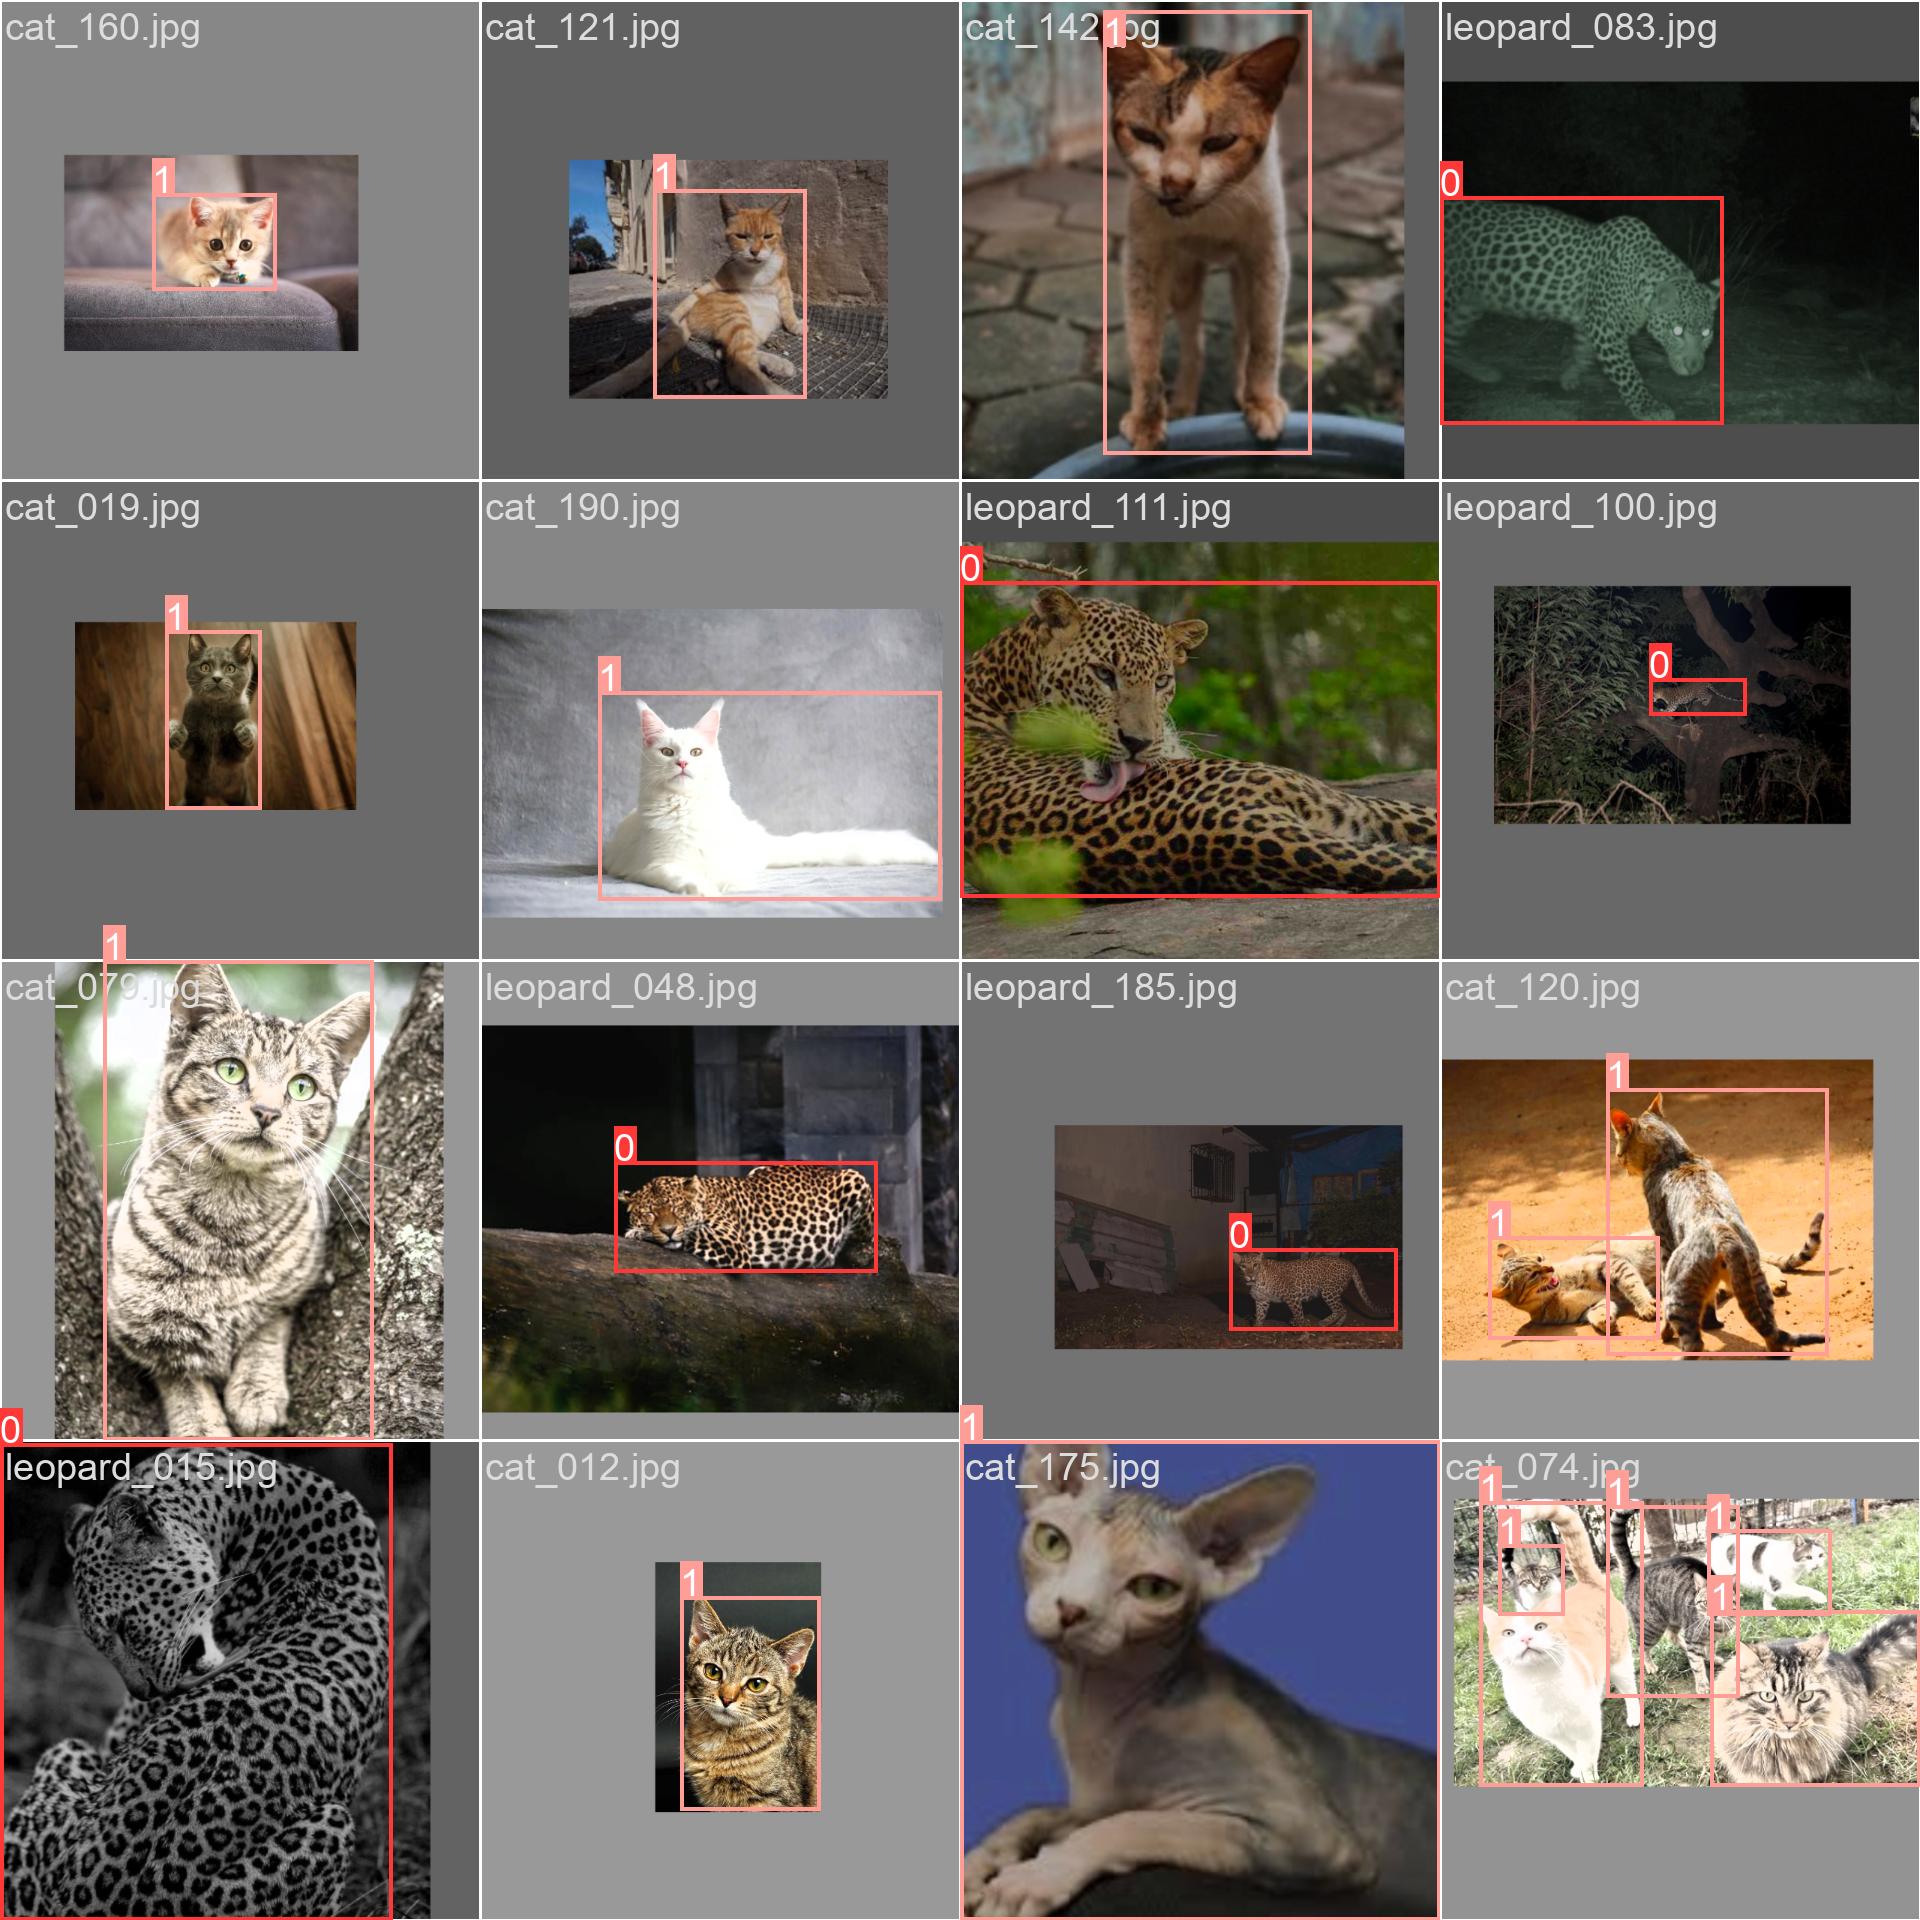 cat_160.jpg
1
cat_121.jpg
1
cat_142.jpg
1
leopard_083.jpg
0
cat_019.jpg
1
cat_190.jpg
1
leopard_111.jpg
0
leopard_100.jpg
0
cat_079.jpg
1
leopard_048.jpg
0
leopard_185.jpg
0
cat_120.jpg
1
1
leopard_015.jpg
0
cat_012.jpg
1
cat_175.jpg
1
cat_074.jpg
1
1
1
1
1